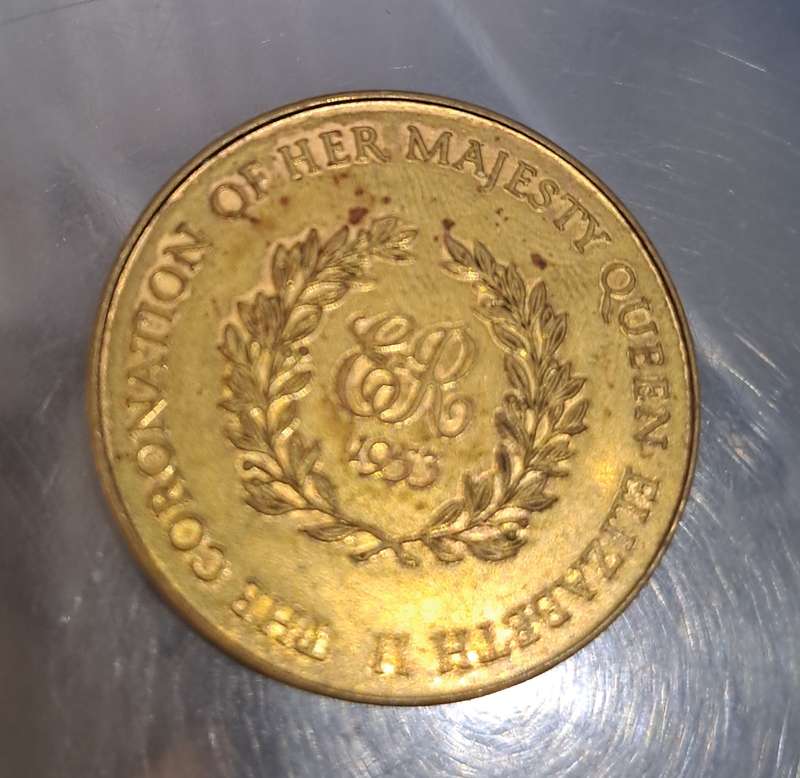 THE CORONATION OF HER MAJESTY QUEEN ELIZABETH II
ER
1953